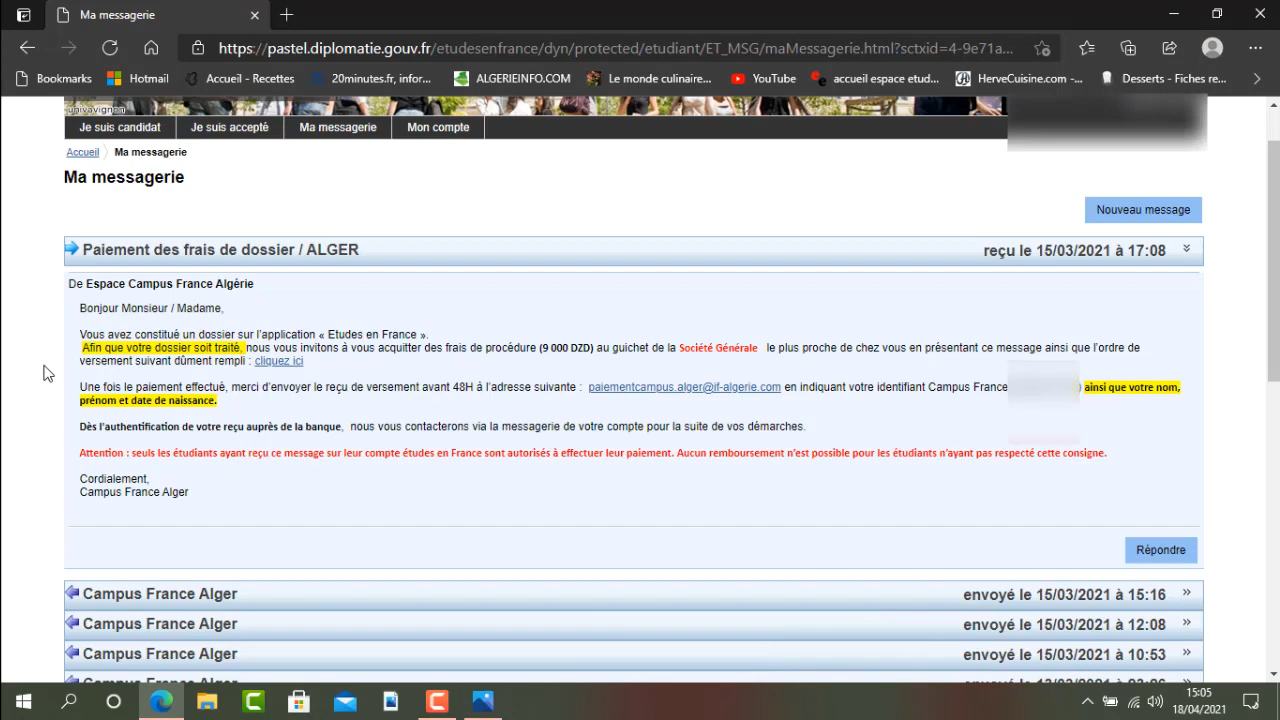 Ma messagerie
https://pastel.diplomatie.gouv.fr/etudesenfrance/dyn/protected/etudiant/ET_MSG/maMessagerie.html?sctxid=4-9e71a...
Bookmarks Hotmail Accueil - Recettes 20minutes.fr, infor... ALGERIEINFO.COM Le monde culinaire... YouTube accueil espace etud... HerveCuisine.com -... Desserts - Fiches re...
univavignon
Je suis candidat Je suis accepté Ma messagerie Mon compte
Accueil Ma messagerie
Ma messagerie
Nouveau message
Paiement des frais de dossier / ALGER reçu le 15/03/2021 à 17:08
De Espace Campus France Algérie
Bonjour Monsieur / Madame,
Vous avez constitué un dossier sur l'application « Etudes en France ».
Afin que votre dossier soit traité, nous vous invitons à vous acquitter des frais de procédure (9 000 DZD) au guichet de la Société Générale le plus proche de chez vous en présentant ce message ainsi que l'ordre de
versement suivant dûment rempli : cliquez ici
Une fois le paiement effectué, merci d'envoyer le reçu de versement avant 48H à l'adresse suivante : paiementcampus.alger@if-algerie.com en indiquant votre identifiant Campus France ) ainsi que votre nom,
prénom et date de naissance.
Dès l'authentification de votre reçu auprès de la banque, nous vous contacterons via la messagerie de votre compte pour la suite de vos démarches.
Attention : seuls les étudiants ayant reçu ce message sur leur compte études en France sont autorisés à effectuer leur paiement. Aucun remboursement n'est possible pour les étudiants n'ayant pas respecté cette consigne.
Cordialement,
Campus France Alger
Répondre
Campus France Alger envoyé le 15/03/2021 à 15:16
Campus France Alger envoyé le 15/03/2021 à 12:08
Campus France Alger envoyé le 15/03/2021 à 10:53
15:05
18/04/2021